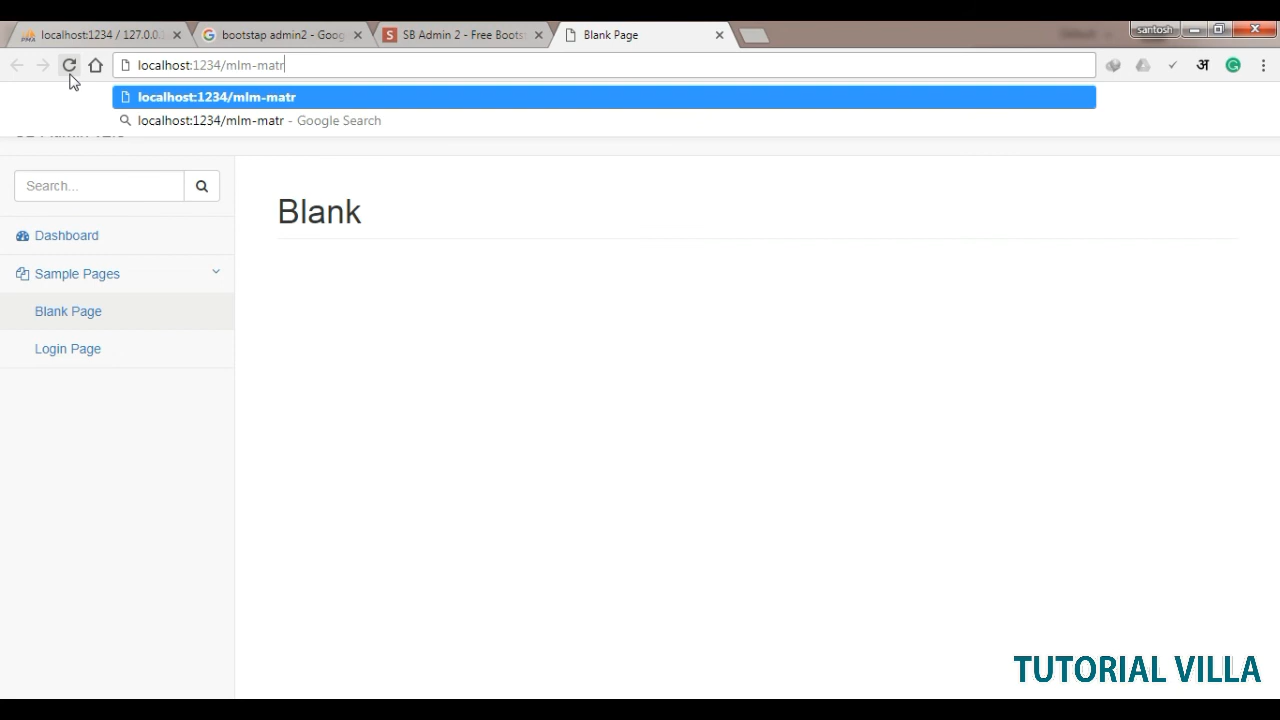 localhost:1234 / 127.0.0.1
bootstap admin2 - Goog
SB Admin 2 - Free Bootst
Blank Page
santosh
localhost:1234/mlm-matr
अ
localhost:1234/mlm-matr
localhost:1234/mlm-matr - Google Search
Search...
Blank
Dashboard
Sample Pages
Blank Page
Login Page
TUTORIAL VILLA